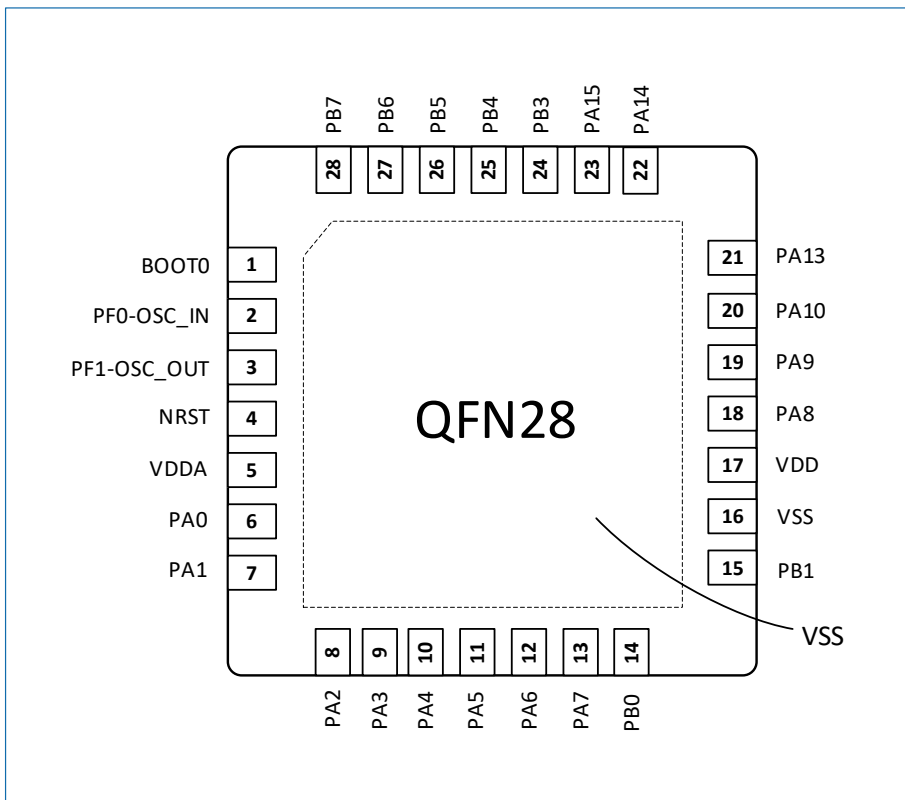 PB7 PB6 PB5 PB4 PB3 PA15 PA14
28 27 26 25 24 23 22
BOOT0 1
PF0-OSC_IN 2
PF1-OSC_OUT 3
NRST 4
VDDA 5
PA0 6
PA1 7
QFN28
21 PA13
20 PA10
19 PA9
18 PA8
17 VDD
16 VSS
15 PB1
VSS
8 9 10 11 12 13 14
PA2 PA3 PA4 PA5 PA6 PA7 PB0